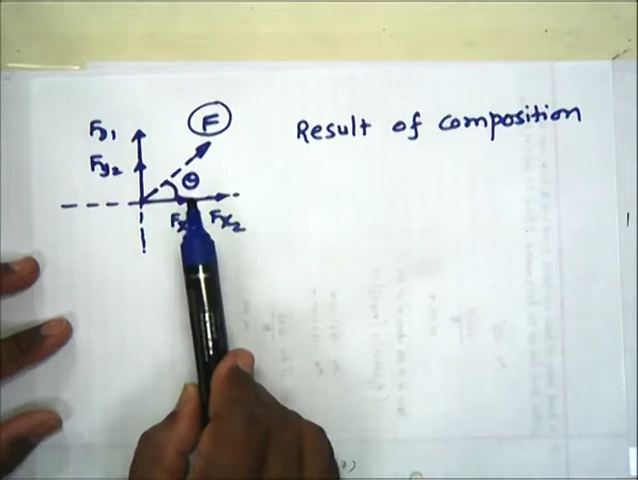 F Result of composition
Fy1
Fy2
θ
Fx2